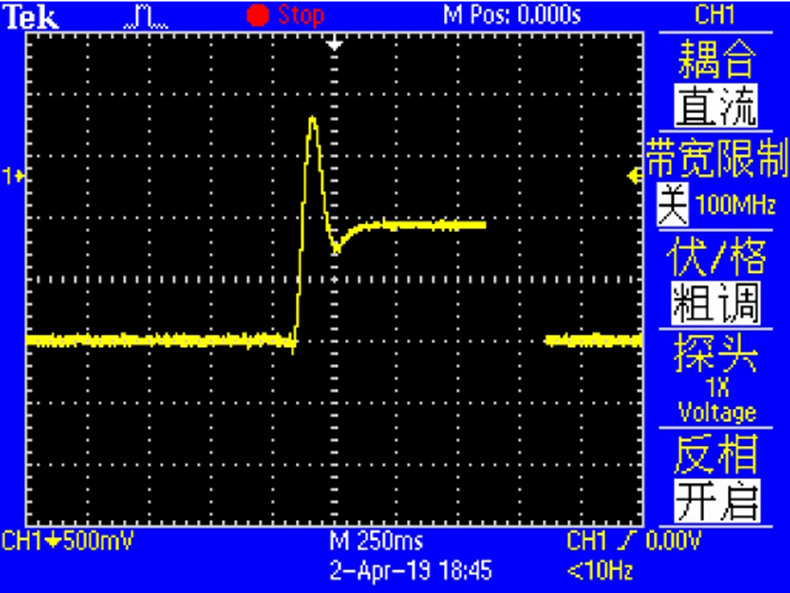 Tek Stop M Pos: 0.000s CH1
耦合
直流
带宽限制
关 100MHz
伏/格
粗调
探头
1X
Voltage
反相
开启
1
CH1 500mV M 250ms CH1 0.00V
2-Apr-19 18:45 <10Hz